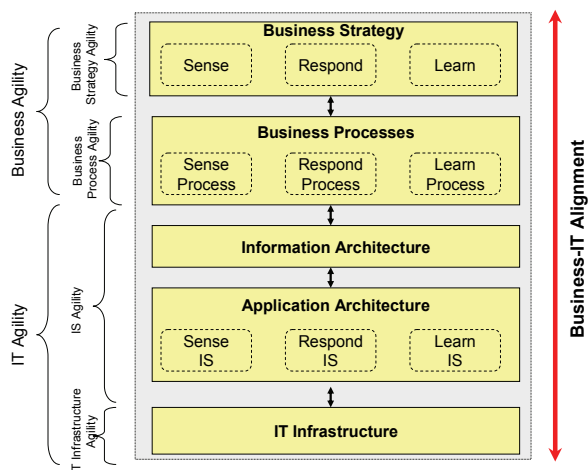 Business Strategy
Sense
Respond
Learn
Business Processes
Sense
Process
Respond
Process
Learn
Process
Information Architecture
Application Architecture
Sense
IS
Respond
IS
Learn
IS
IT Infrastructure
Business Agility
IT Agility
Business
Strategy Agility
Business
Process Agility
IS Agility
IT Infrastructure
Agility
Business-IT Alignment